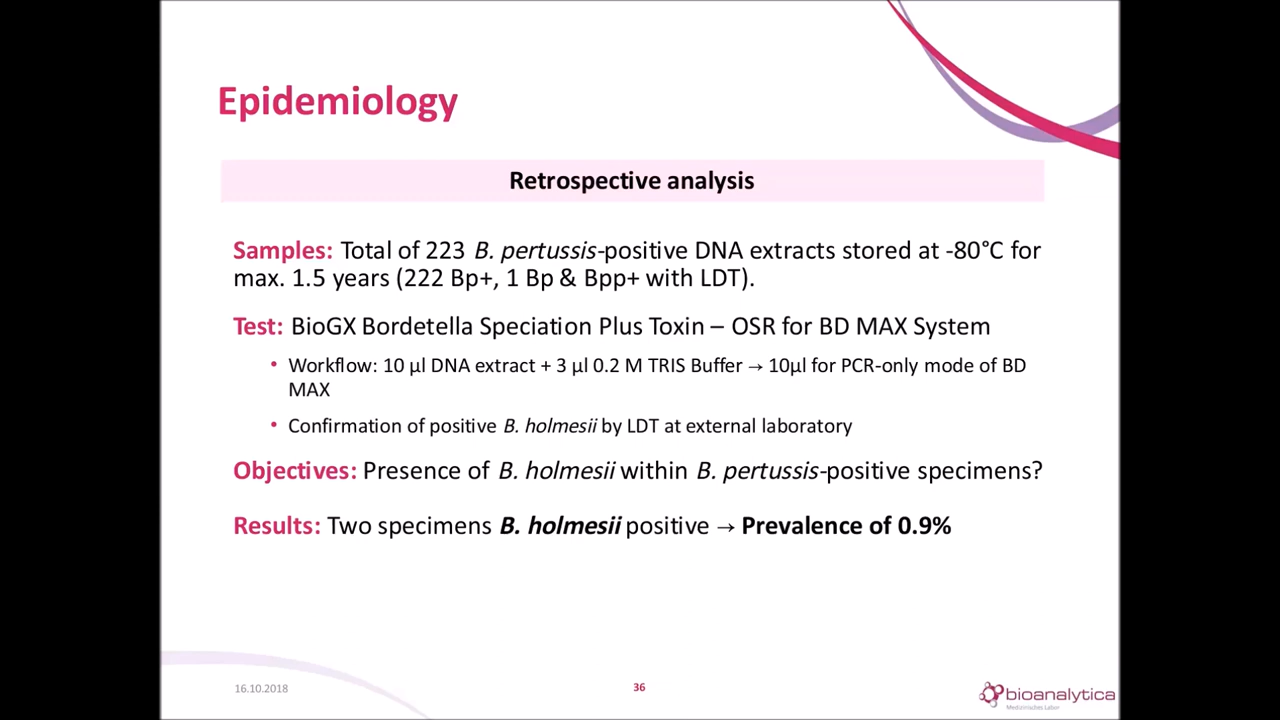 Epidemiology
Retrospective analysis
Samples: Total of 223 B. pertussis-positive DNA extracts stored at -80°C for
max. 1.5 years (222 Bp+, 1 Bp & Bpp+ with LDT).
Test: BioGX Bordetella Speciation Plus Toxin – OSR for BD MAX System
• Workflow: 10 µl DNA extract + 3 µl 0.2 M TRIS Buffer → 10µl for PCR-only mode of BD
MAX
• Confirmation of positive B. holmesii by LDT at external laboratory
Objectives: Presence of B. holmesii within B. pertussis-positive specimens?
Results: Two specimens B. holmesii positive → Prevalence of 0.9%
16.10.2018
36
bioanalytica
Medizinisches Labor